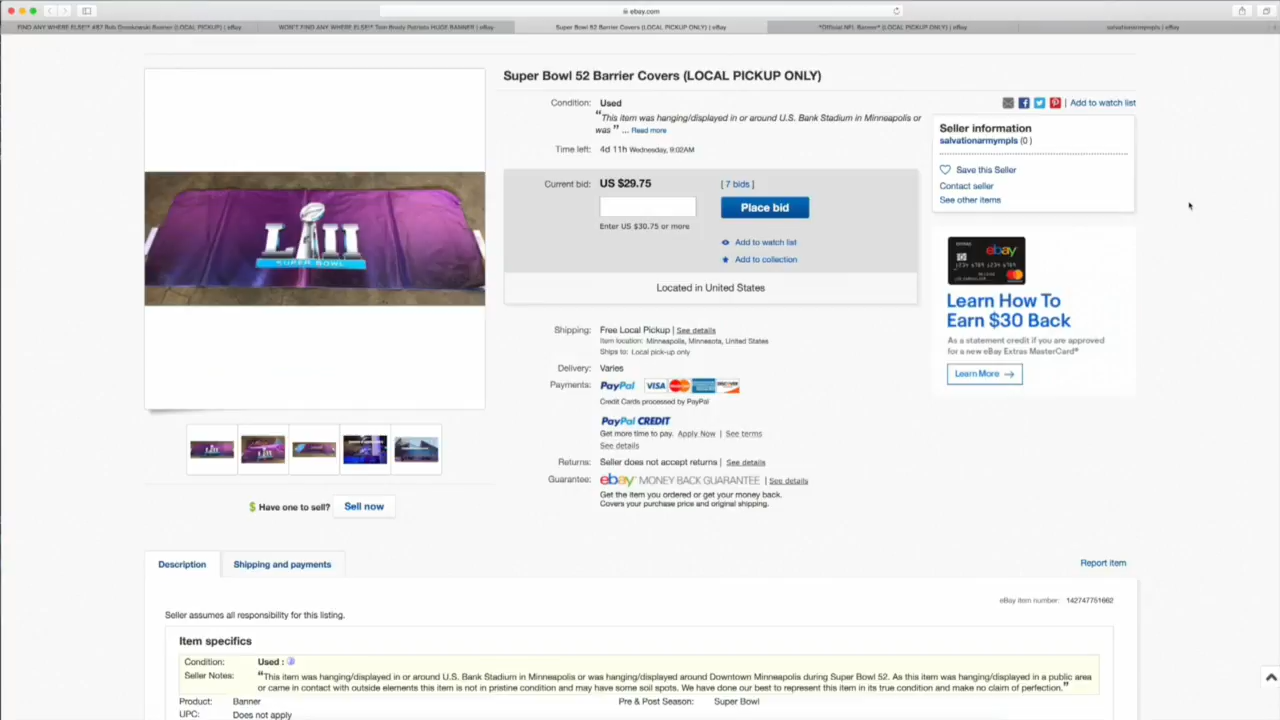 ebay.com
FIND ANY WHERE ELSE!* #87 Rob Gronkowski Banner (LOCAL PICKUP) | eBay
WON'T FIND ANY WHERE ELSE!* Tom Brady Patriots HUGE BANNER | eBay
Super Bowl 52 Barrier Covers (LOCAL PICKUP ONLY) | eBay
*Official NFL Banner* (LOCAL PICKUP ONLY) | eBay
salvationarmympls | eBay
Super Bowl 52 Barrier Covers (LOCAL PICKUP ONLY)
Condition: Used
“This item was hanging/displayed in or around U.S. Bank Stadium in Minneapolis or
was ” ... Read more
Time left: 4d 11h Wednesday, 9:02AM
Current bid: US $29.75 [ 7 bids ]
Place bid
Enter US $30.75 or more
Add to watch list
Add to collection
Located in United States
Shipping: Free Local Pickup | See details
Item location: Minneapolis, Minnesota, United States
Ships to: Local pick-up only
Delivery: Varies
Payments: PayPal VISA
Credit Cards processed by PayPal
PayPal CREDIT
Get more time to pay. Apply Now | See terms
See details
Returns: Seller does not accept returns | See details
Guarantee: ebay MONEY BACK GUARANTEE | See details
Get the item you ordered or get your money back.
Covers your purchase price and original shipping.
| Add to watch list
Seller information
salvationarmympls (0 )
Save this Seller
Contact seller
See other items
ebay
Learn How To
Earn $30 Back
As a statement credit if you are approved
for a new eBay Extras MasterCard®
Learn More →
LII
SUPER BOWL
$ Have one to sell? Sell now
Description
Shipping and payments
Report item
eBay item number: 142747751662
Seller assumes all responsibility for this listing.
Item specifics
Condition: Used :
Seller Notes: “This item was hanging/displayed in or around U.S. Bank Stadium or was hanging/displayed around Downtown Minneapolis during Super Bowl 52. As this item was hanging/displayed in a public area
or came in contact with outside elements this item is not in pristine condition and may have some soil spots. We have done our best to represent this item in its true condition and make no claim of perfection.”
Product: Banner Pre & Post Season: Super Bowl
UPC: Does not apply